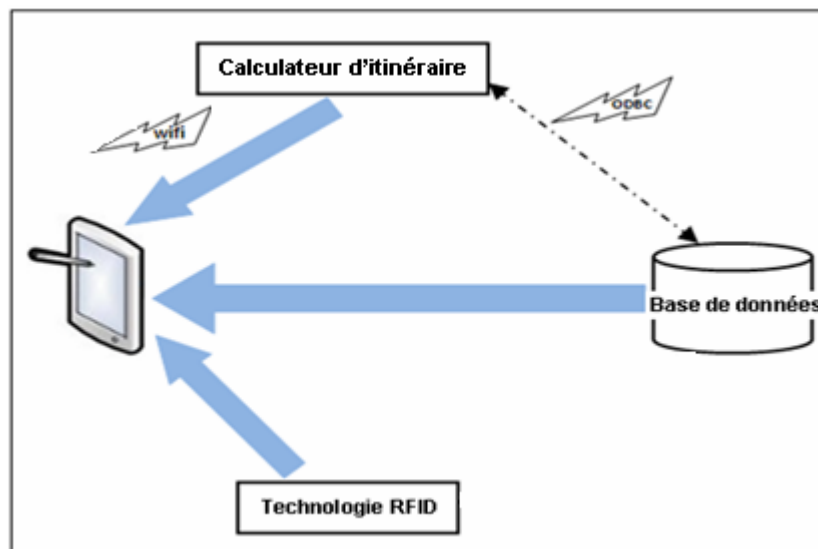 Calculateur d'itinéraire
wifi
ODBC
Base de données
Technologie RFID